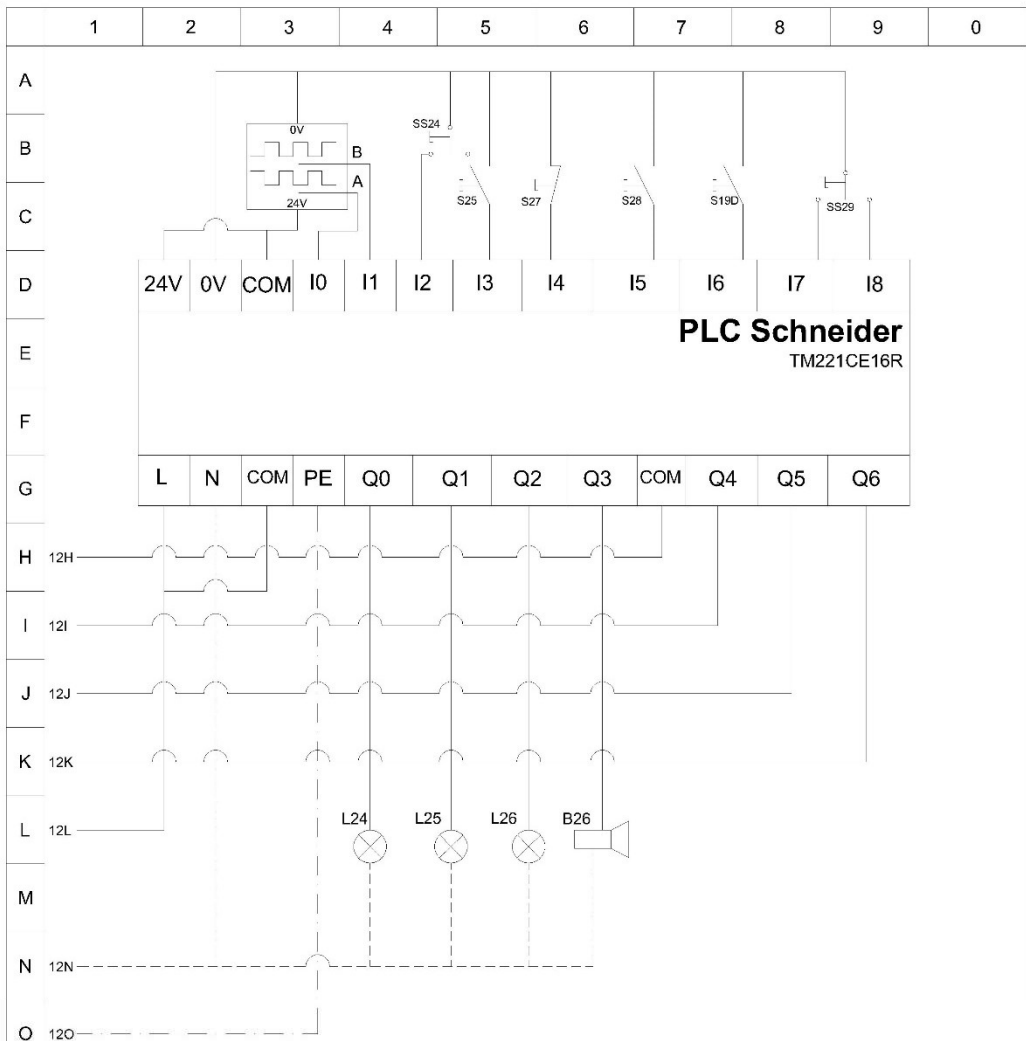 1 2 3 4 5 6 7 8 9 0
A
0V
SS24
B B
A
S25 S27 S28 S19D SS29
24V
C
D 24V 0V COM I0 I1 I2 I3 I4 I5 I6 I7 I8
PLC Schneider
E TM221CE16R
F
G L N COM PE Q0 Q1 Q2 Q3 COM Q4 Q5 Q6
H 12H
I 12I
J 12J
K 12K
L24 L25 L26 B26
L 12L
M
N 12N
O 12O